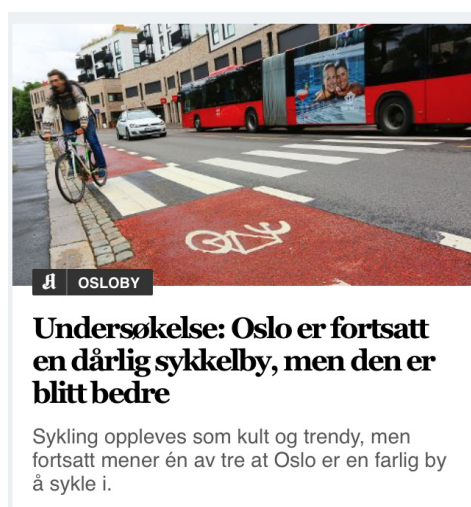 OSLOBY
Undersøkelse: Oslo er fortsatt
en dårlig sykkelby, men den er
blitt bedre
Sykling oppleves som kult og trendy, men
fortsatt mener én av tre at Oslo er en farlig by
å sykle i.